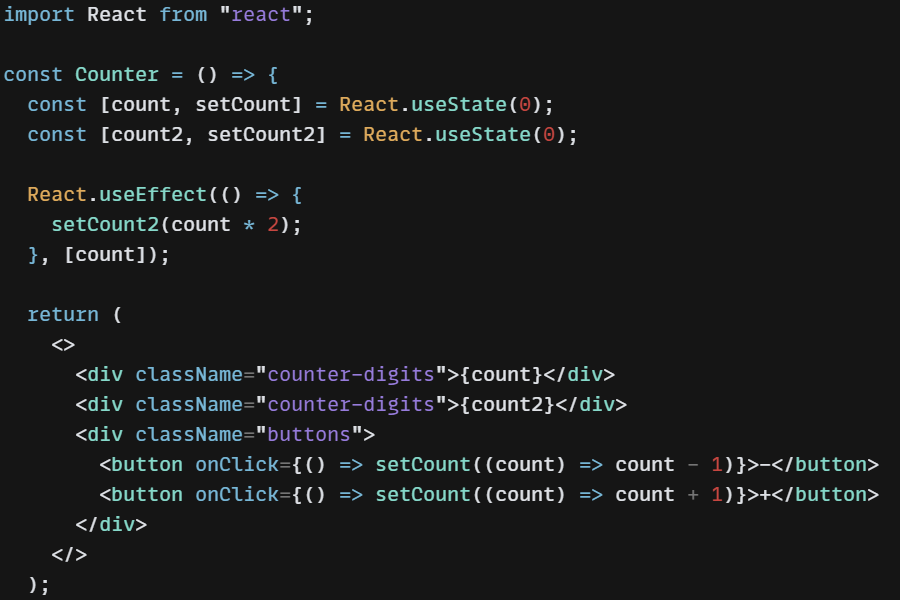 import React from "react";

const Counter = () => {
  const [count, setCount] = React.useState(0);
  const [count2, setCount2] = React.useState(0);

  React.useEffect(() => {
    setCount2(count * 2);
  }, [count]);

  return (
    <>
      <div className="counter-digits">{count}</div>
      <div className="counter-digits">{count2}</div>
      <div className="buttons">
        <button onClick={() => setCount((count) => count - 1)}>-</button>
        <button onClick={() => setCount((count) => count + 1)}>+</button>
      </div>
    </>
  );